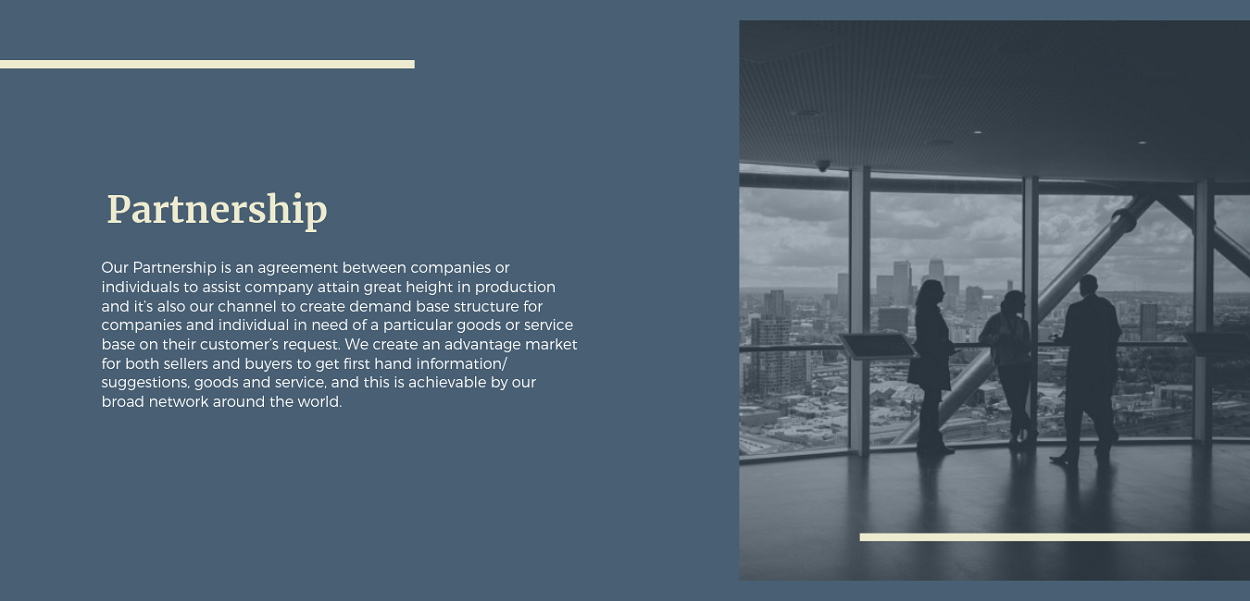 Partnership
Our Partnership is an agreement between companies or
individuals to assist company attain great height in production
and it's also our channel to create demand base structure for
companies and individual in need of a particular goods or service
base on their customer's request. We create an advantage market
for both sellers and buyers to get first hand information/
suggestions, goods and service, and this is achievable by our
broad network around the world.